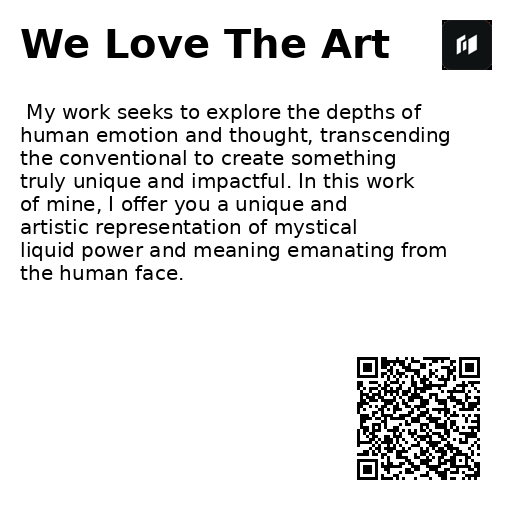 We Love The Art
My work seeks to explore the depths of
human emotion and thought, transcending
the conventional to create something
truly unique and impactful. In this work
of mine, I offer you a unique and
artistic representation of mystical
liquid power and meaning emanating from
the human face.